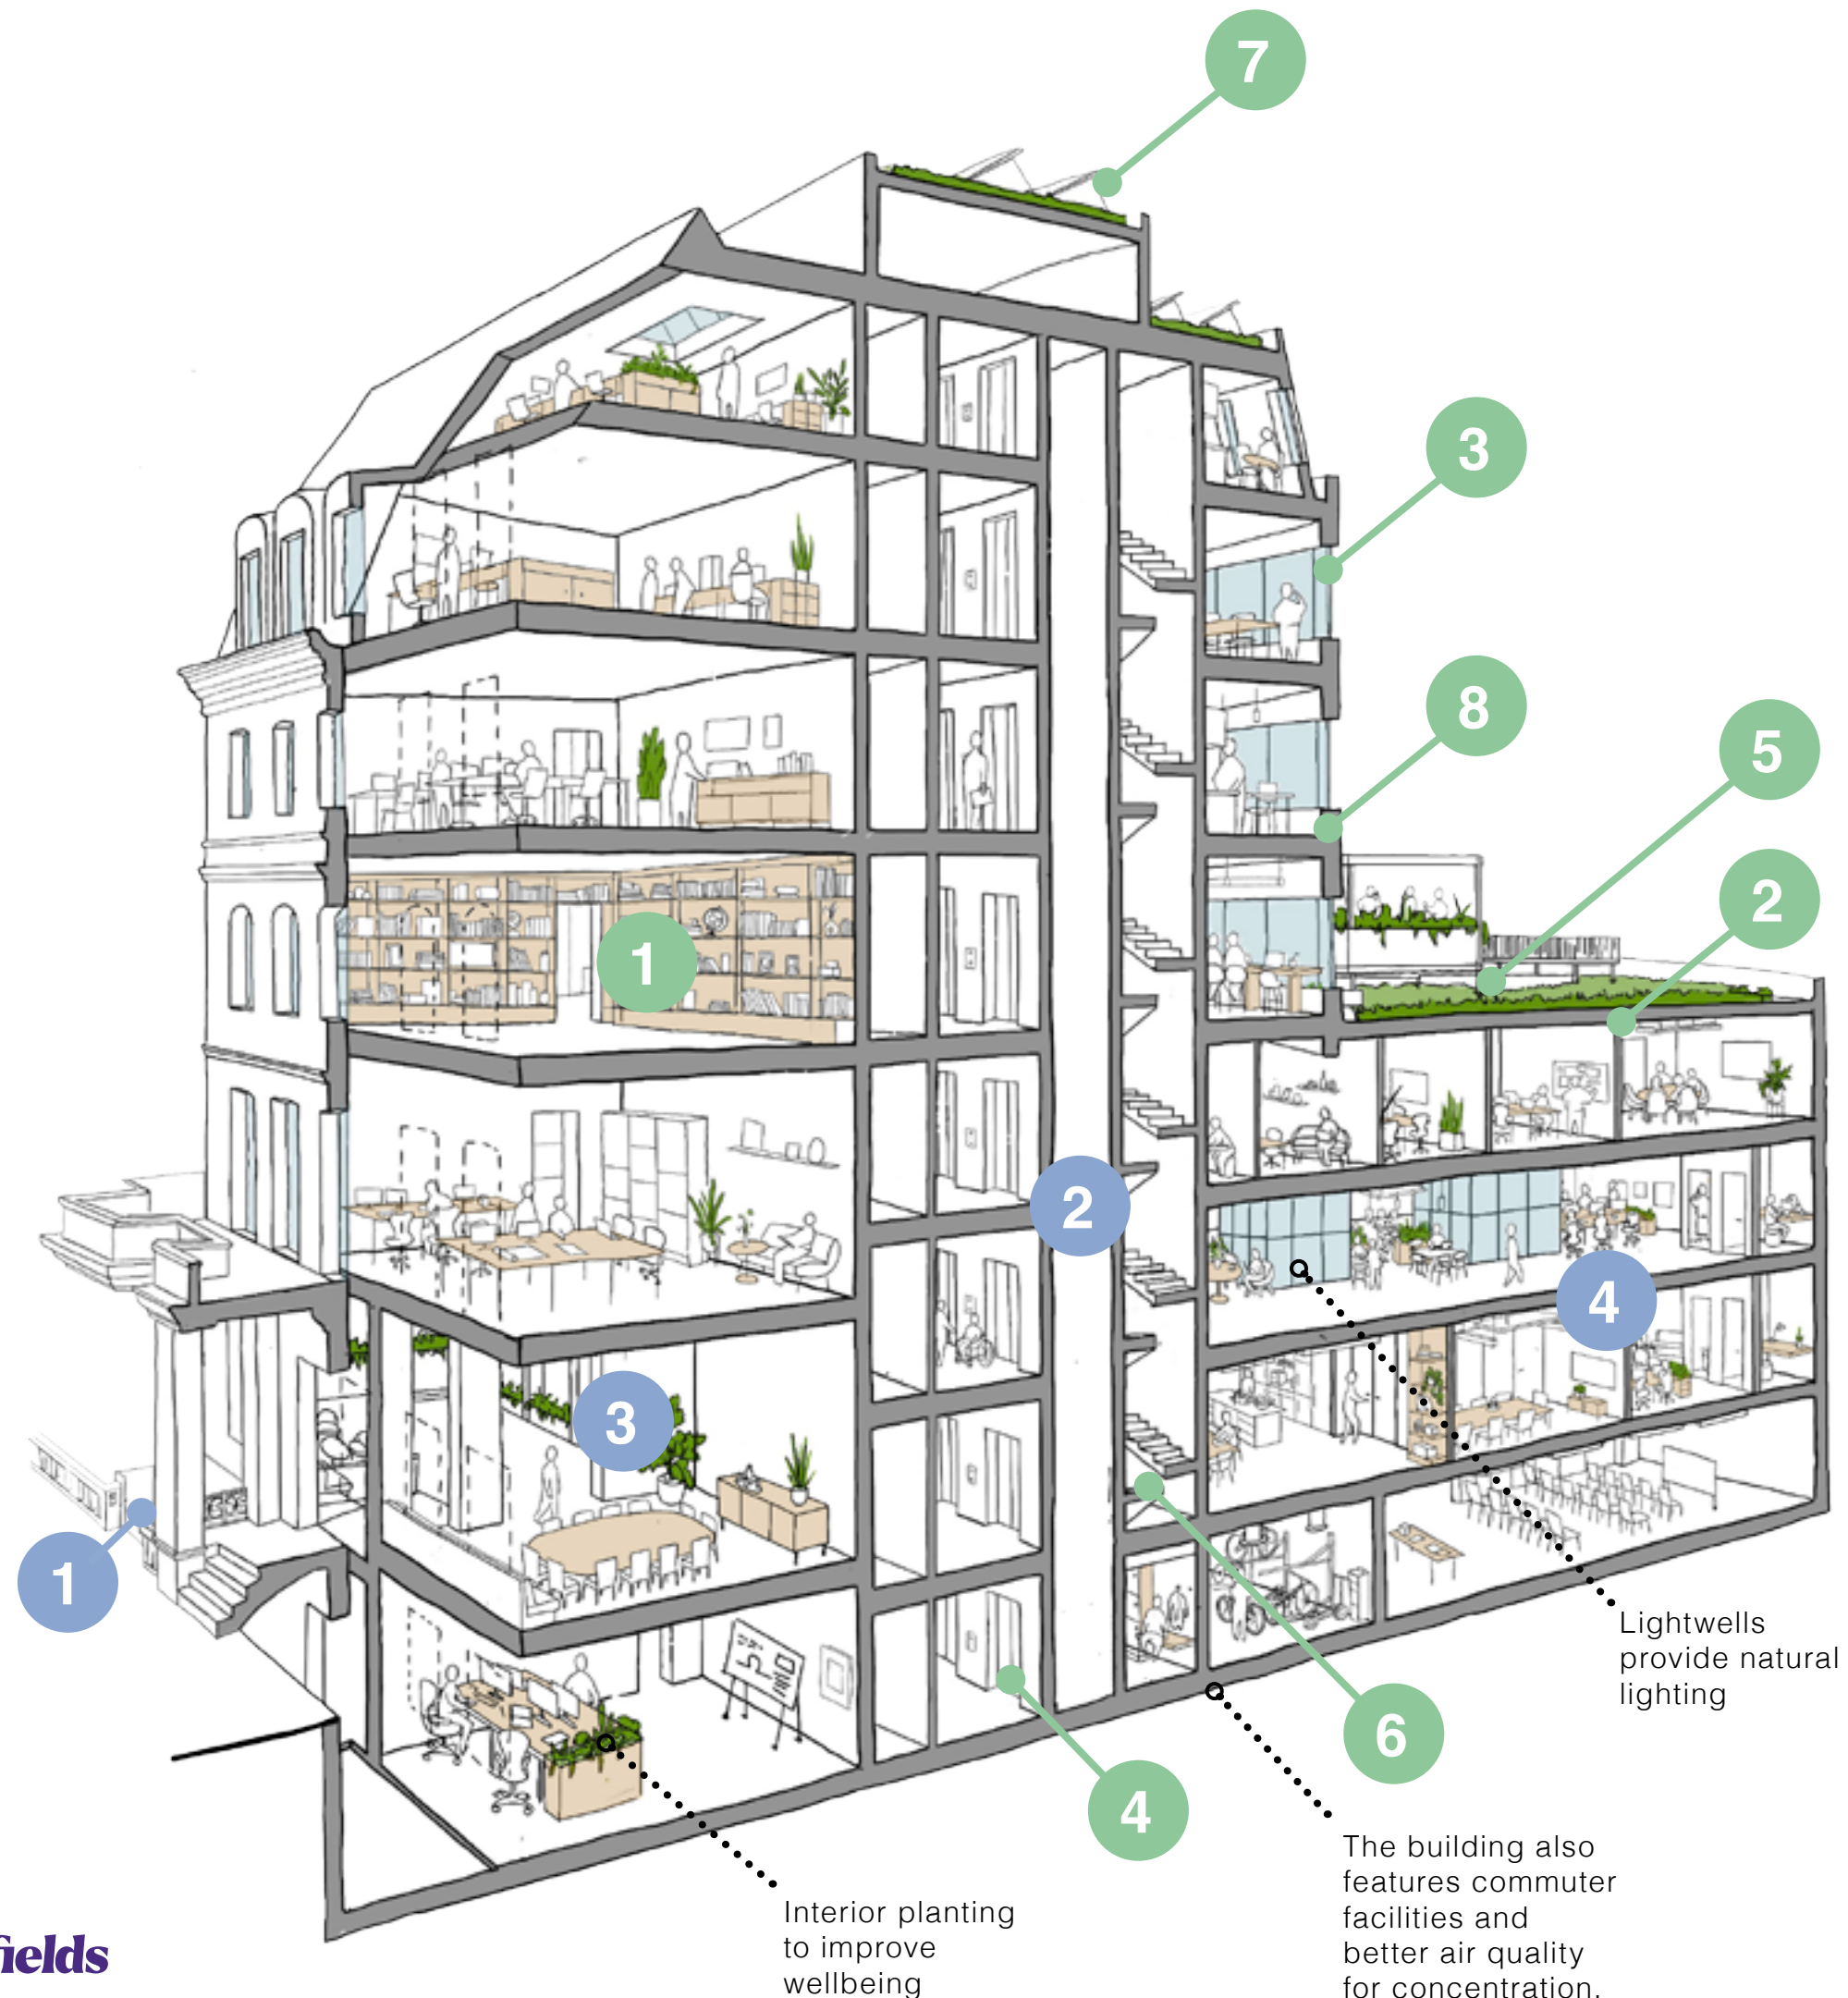 7
3
8
5
2
1
2
4
3
1
6
4
Lightwells
provide natural
lighting
The building also
features commuter
facilities and
better air quality
for concentration.
Interior planting
to improve
wellbeing
fields